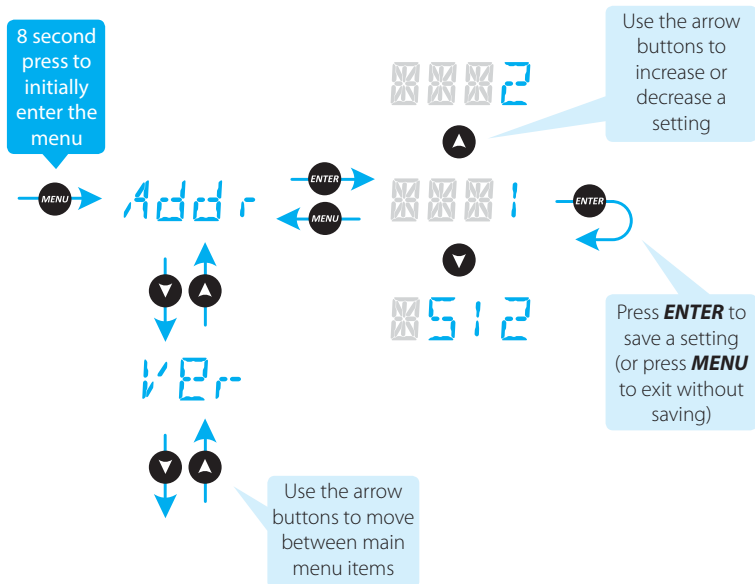 8 second
press to
initially
enter the
menu
MENU
Addr
ENTER
MENU
2
1
512
Use the arrow
buttons to
increase or
decrease a
setting
ENTER
Press ENTER to
save a setting
(or press MENU
to exit without
saving)
VEr
Use the arrow
buttons to move
between main
menu items